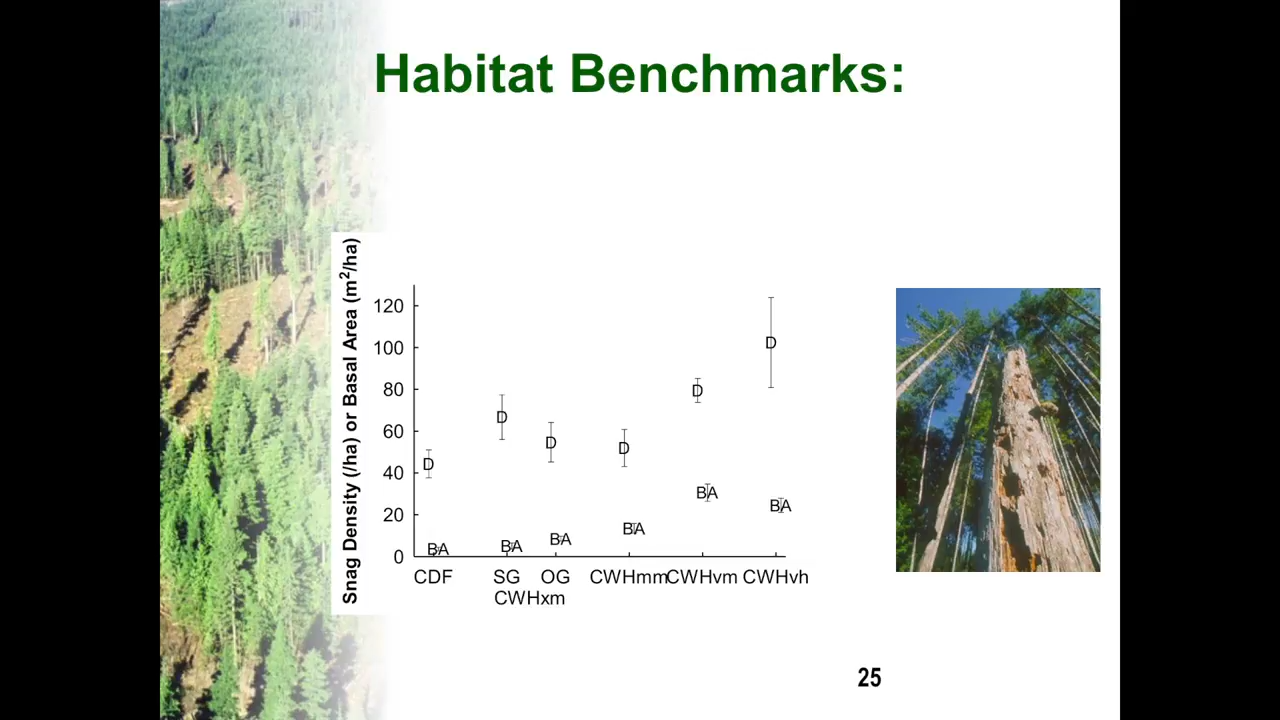 Habitat Benchmarks:
Snag Density (/ha) or Basal Area (m²/ha)
120
100
80
60
40
20
0
D
D
D
D
D
D
BA
BA
BA
BA
BA
BA
CDF
SG
OG
CWHmm
CWHvm
CWHvh
CWHxm
25